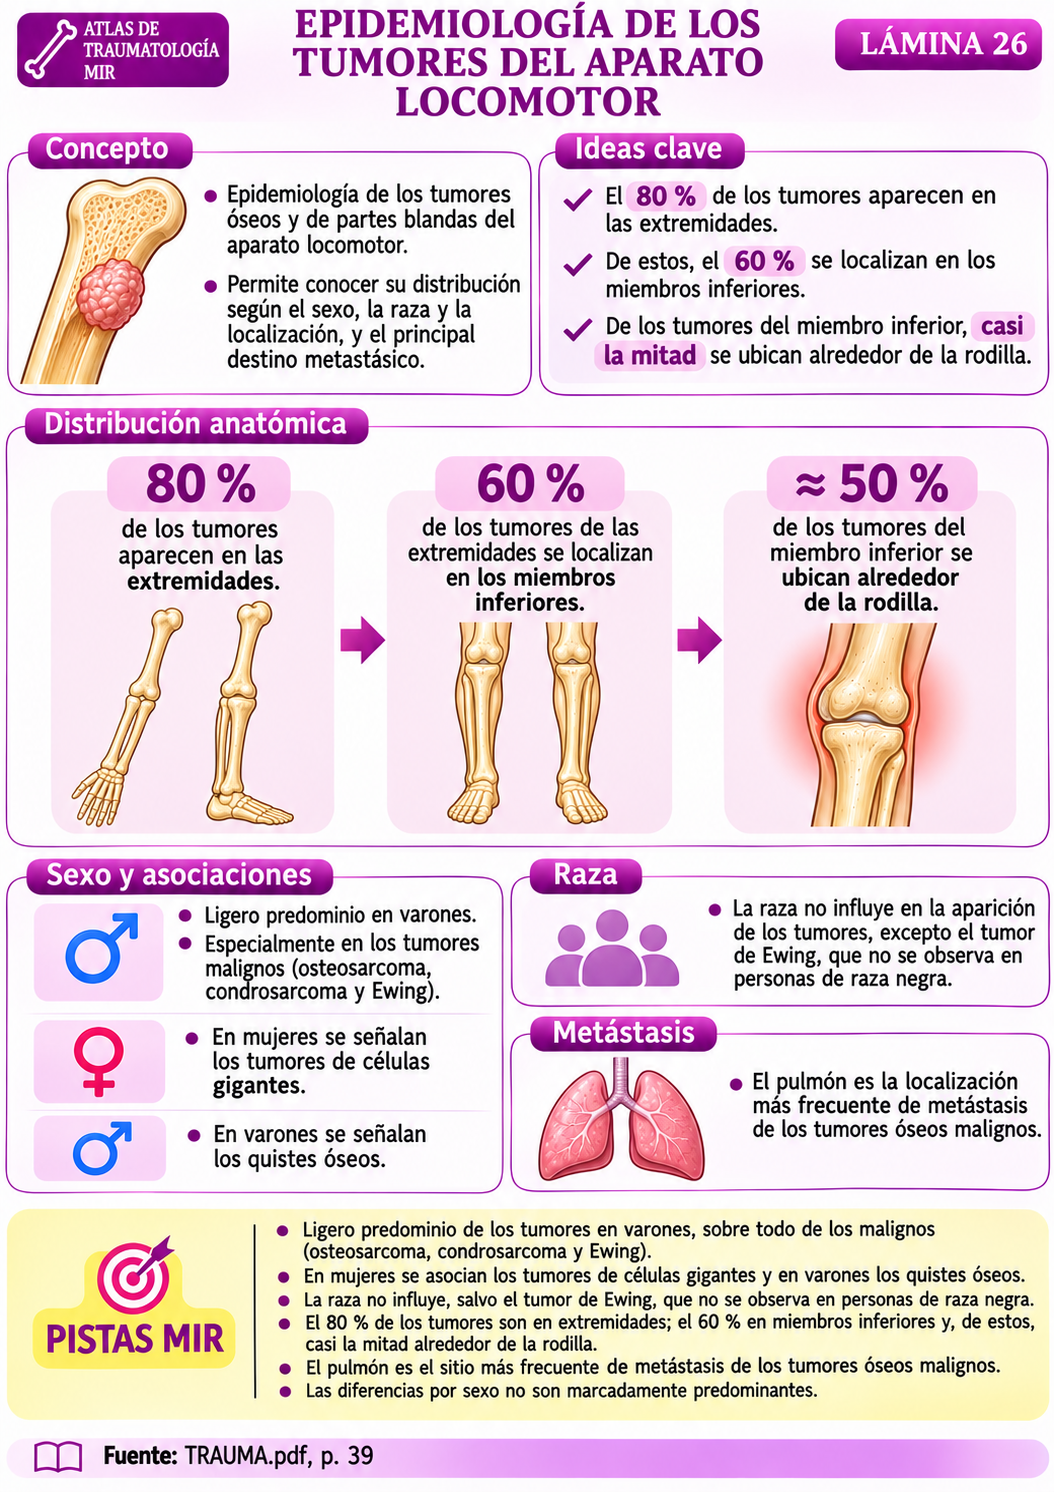 ATLAS DE
TRAUMATOLOGÍA
MIR
EPIDEMIOLOGÍA DE LOS
TUMORES DEL APARATO
LOCOMOTOR
LÁMINA 26
Concepto
● Epidemiología de los tumores
óseos y de partes blandas del
aparato locomotor.
● Permite conocer su distribución
según el sexo, la raza y la
localización, y el principal
destino metastásico.
Ideas clave
✓ El 80 % de los tumores aparecen en
las extremidades.
✓ De estos, el 60 % se localizan en los
miembros inferiores.
✓ De los tumores del miembro inferior, casi
la mitad se ubican alrededor de la rodilla.
Distribución anatómica
80 %
de los tumores
aparecen en las
extremidades.
60 %
de los tumores de las
extremidades se localizan
en los miembros
inferiores.
≈ 50 %
de los tumores del
miembro inferior se
ubican alrededor
de la rodilla.
Sexo y asociaciones
● Ligero predominio en varones.
● Especialmente en los tumores
malignos (osteosarcoma,
condrosarcoma y Ewing).
● En mujeres se señalan
los tumores de células
gigantes.
● En varones se señalan
los quistes óseos.
Raza
● La raza no influye en la aparición
de los tumores, excepto el tumor
de Ewing, que no se observa en
personas de raza negra.
Metástasis
● El pulmón es la localización
más frecuente de metástasis
de los tumores óseos malignos.
PISTAS MIR
● Ligero predominio de los tumores en varones, sobre todo de los malignos
(osteosarcoma, condrosarcoma y Ewing).
● En mujeres se asocian los tumores de células gigantes y en varones los quistes óseos.
● La raza no influye, salvo el tumor de Ewing, que no se observa en personas de raza negra.
● El 80 % de los tumores son en extremidades; el 60 % en miembros inferiores y, de estos,
casi la mitad alrededor de la rodilla.
● El pulmón es el sitio más frecuente de metástasis de los tumores óseos malignos.
● Las diferencias por sexo no son marcadamente predominantes.
Fuente: TRAUMA.pdf, p. 39